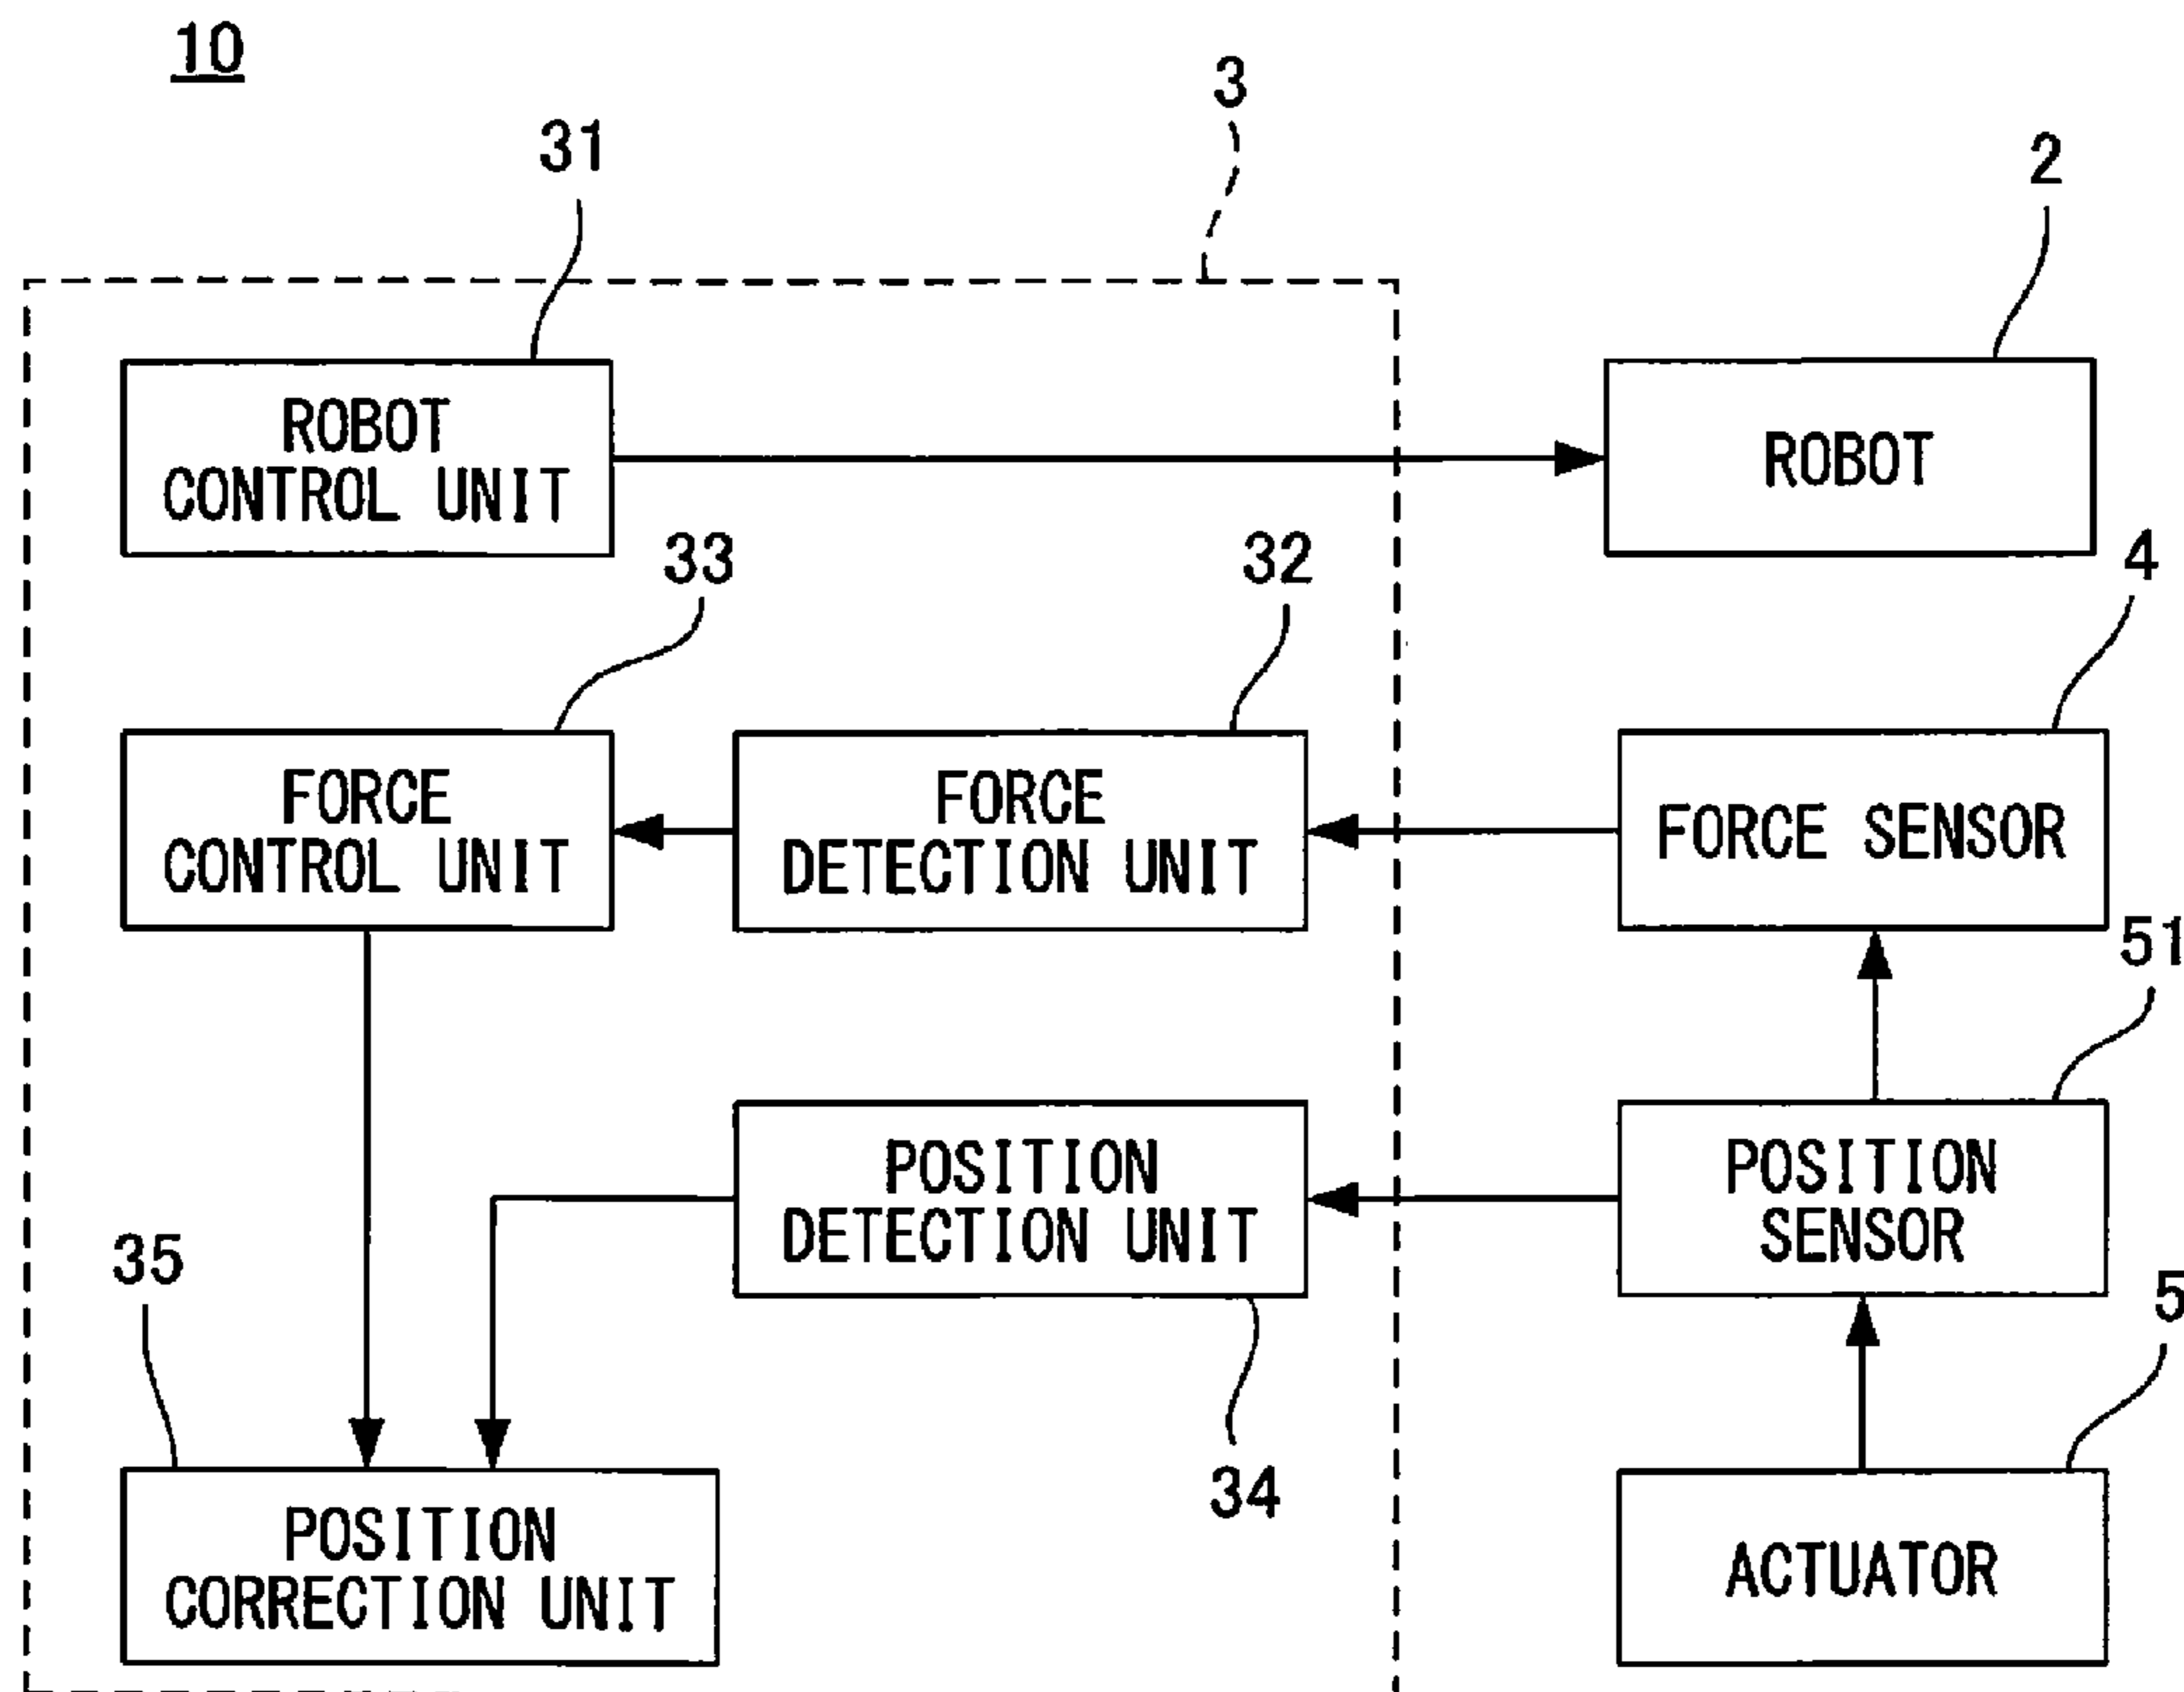 10
3
31
2
ROBOT
CONTROL UNIT
ROBOT
33
32
4
FORCE
CONTROL UNIT
FORCE
DETECTION UNIT
FORCE SENSOR
51
POSITION
DETECTION UNIT
POSITION
SENSOR
35
34
5
POSITION
CORRECTION UNIT
ACTUATOR